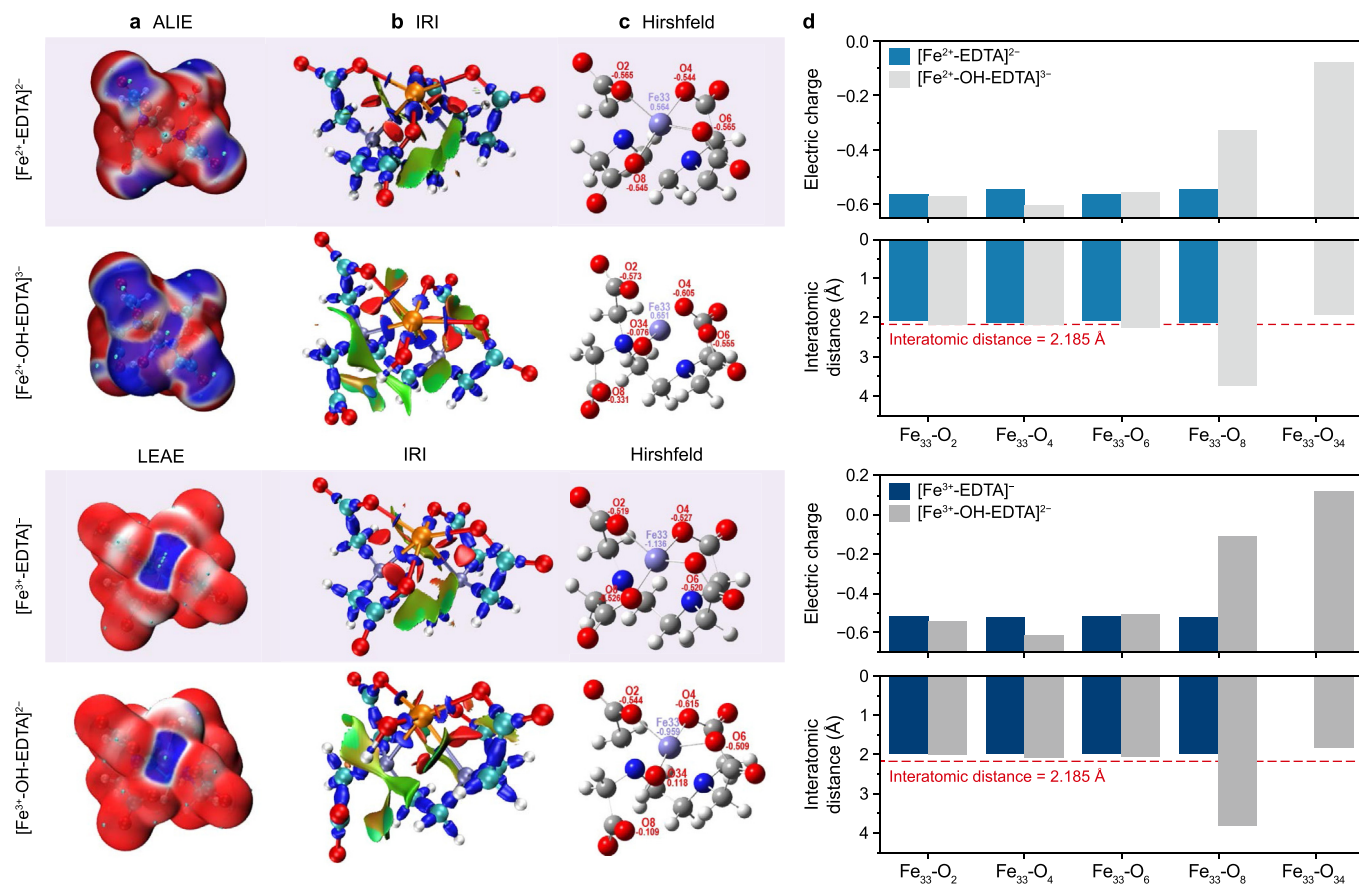 a ALIE
b IRI
c Hirshfeld
d
[Fe²⁺-EDTA]²⁻
O2
-0.565
O4
-0.544
Fe33
0.564
O6
-0.565
O8
-0.545
[Fe²⁺-OH-EDTA]³⁻
O2
-0.573
O4
-0.605
Fe33
0.651
O34
-0.076
O6
-0.555
O8
-0.331
Electric charge
0.0
−0.2
−0.4
−0.6
[Fe²⁺-EDTA]²⁻
[Fe²⁺-OH-EDTA]³⁻
Interatomic
distance (Å)
0
1
2
3
4
Interatomic distance = 2.185 Å
Fe₃₃-O₂
Fe₃₃-O₄
Fe₃₃-O₆
Fe₃₃-O₈
Fe₃₃-O₃₄
LEAE
IRI
Hirshfeld
[Fe³⁺-EDTA]⁻
O2
-0.519
O4
-0.527
Fe33
-1.136
O6
-0.520
[Fe³⁺-OH-EDTA]²⁻
O2
-0.544
O4
-0.615
Fe33
-0.959
O6
-0.509
O34
0.118
O8
-0.109
Electric charge
0.2
0.0
−0.2
−0.4
−0.6
[Fe³⁺-EDTA]⁻
[Fe³⁺-OH-EDTA]²⁻
Interatomic
distance (Å)
0
1
2
3
4
Interatomic distance = 2.185 Å
Fe₃₃-O₂
Fe₃₃-O₄
Fe₃₃-O₆
Fe₃₃-O₈
Fe₃₃-O₃₄